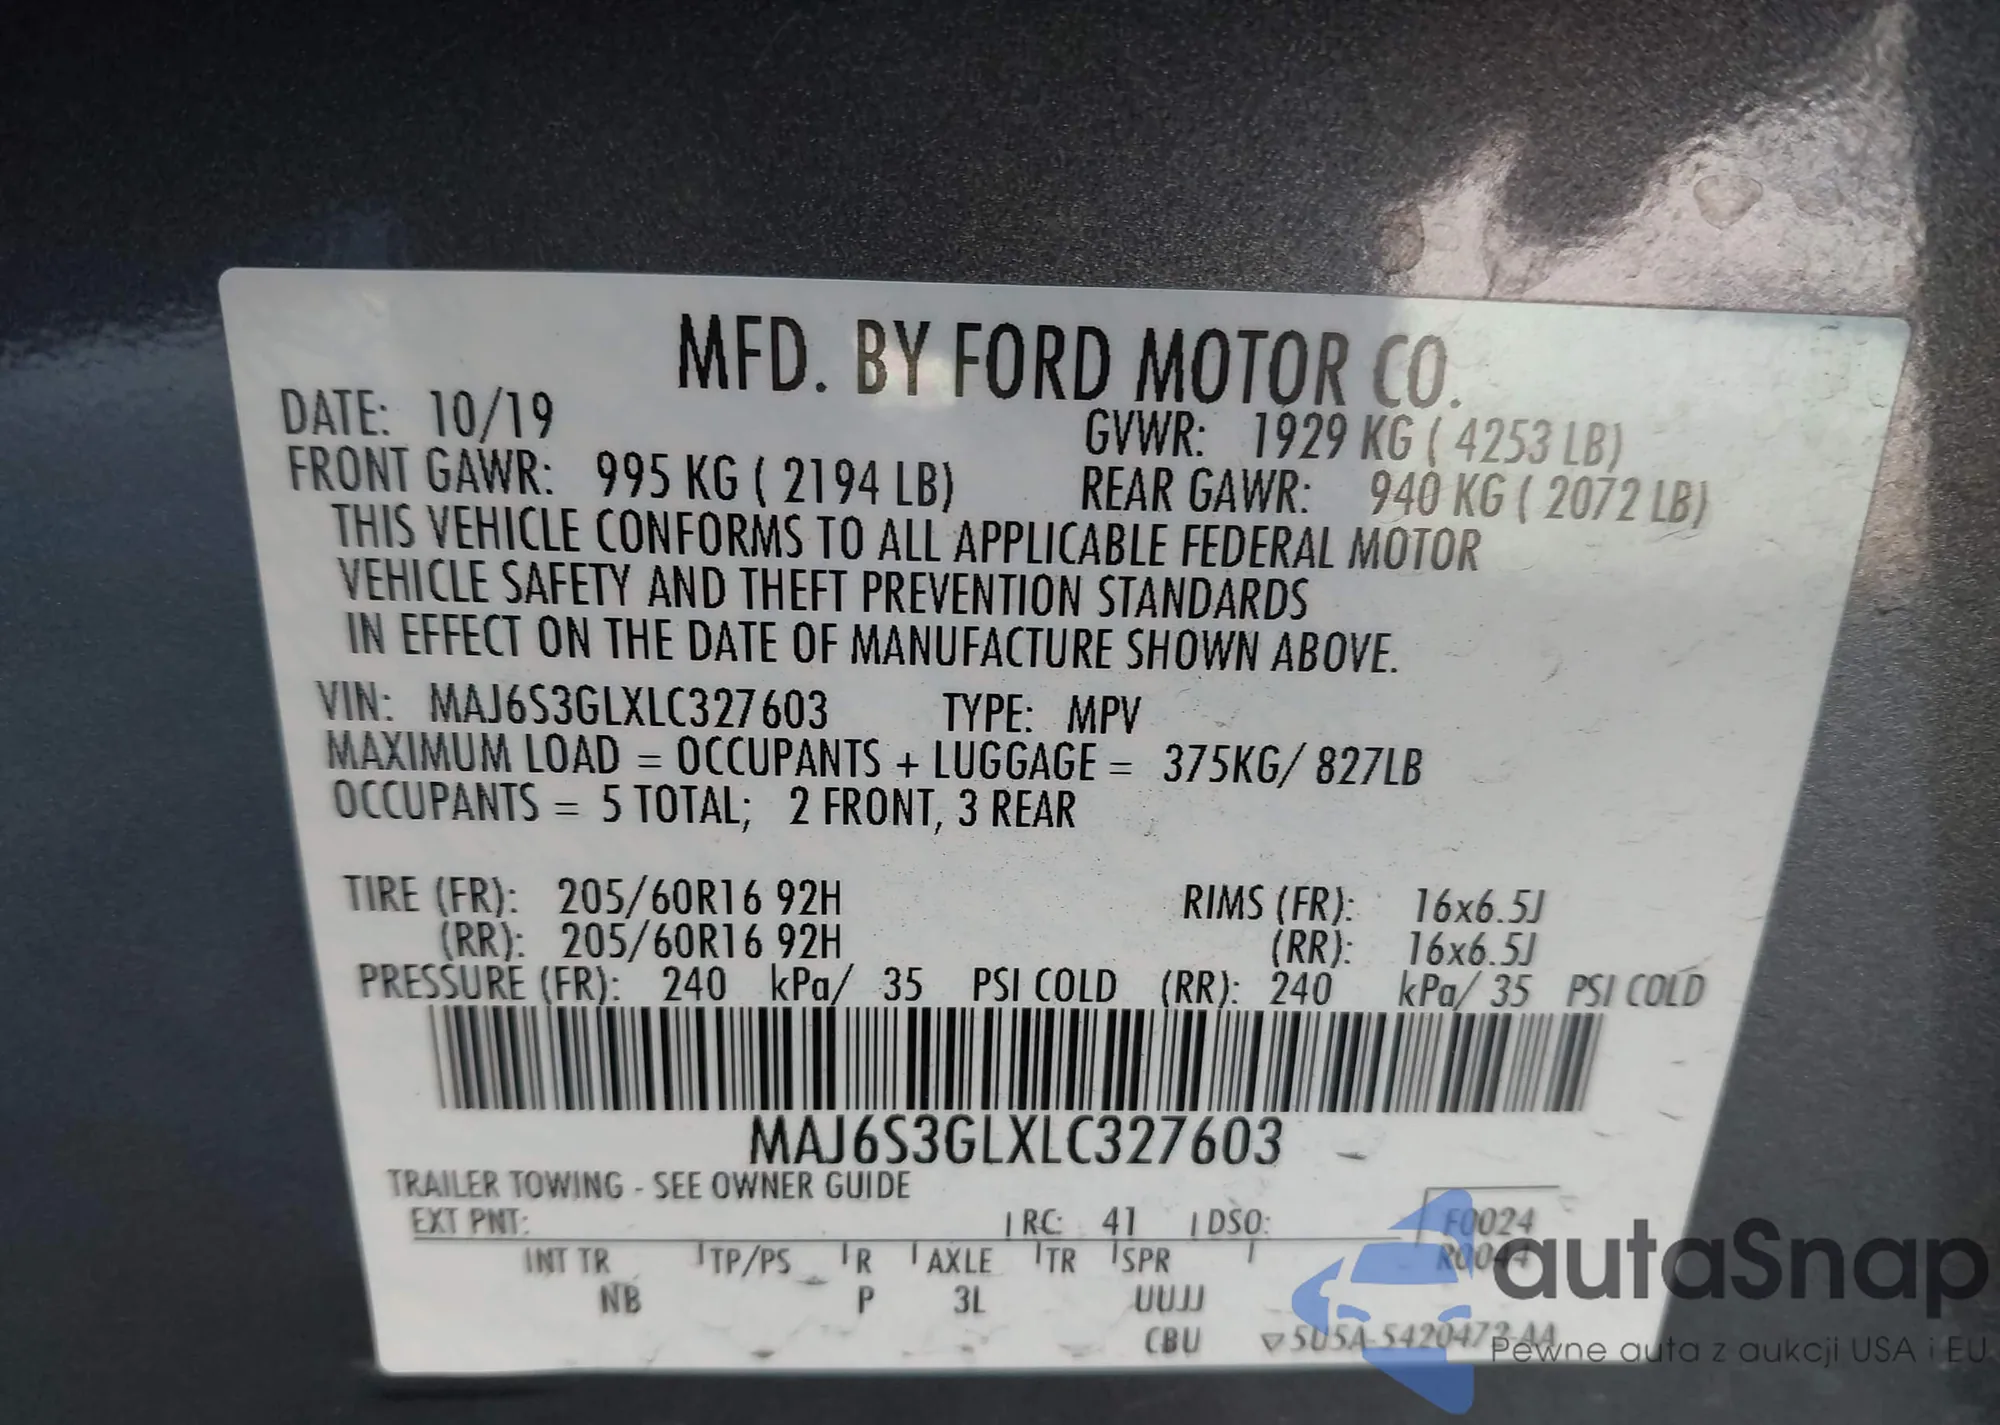 MFD. BY FORD MOTOR CO.
DATE: 10/19 GVWR: 1929 KG ( 4253 LB)
FRONT GAWR: 995 KG ( 2194 LB) REAR GAWR: 940 KG ( 2072 LB)
THIS VEHICLE CONFORMS TO ALL APPLICABLE FEDERAL MOTOR
VEHICLE SAFETY AND THEFT PREVENTION STANDARDS
IN EFFECT ON THE DATE OF MANUFACTURE SHOWN ABOVE.
VIN: MAJ6S3GLXLC327603 TYPE: MPV
MAXIMUM LOAD = OCCUPANTS + LUGGAGE = 375KG/ 827LB
OCCUPANTS = 5 TOTAL; 2 FRONT, 3 REAR
TIRE (FR): 205/60R16 92H RIMS (FR): 16x6.5J
(RR): 205/60R16 92H (RR): 16x6.5J
PRESSURE (FR): 240 kPa/ 35 PSI COLD (RR): 240 kPa/ 35 PSI COLD
MAJ6S3GLXLC327603
TRAILER TOWING - SEE OWNER GUIDE
EXT PNT: RC: 41 DSO: F0024
INT TR TP/PS R AXLE TR SPR R0044
NB P 3L UUJJ
CBU 5U5A-5420472-AA
autaSnap
Pewne auta z aukcji USA i EU